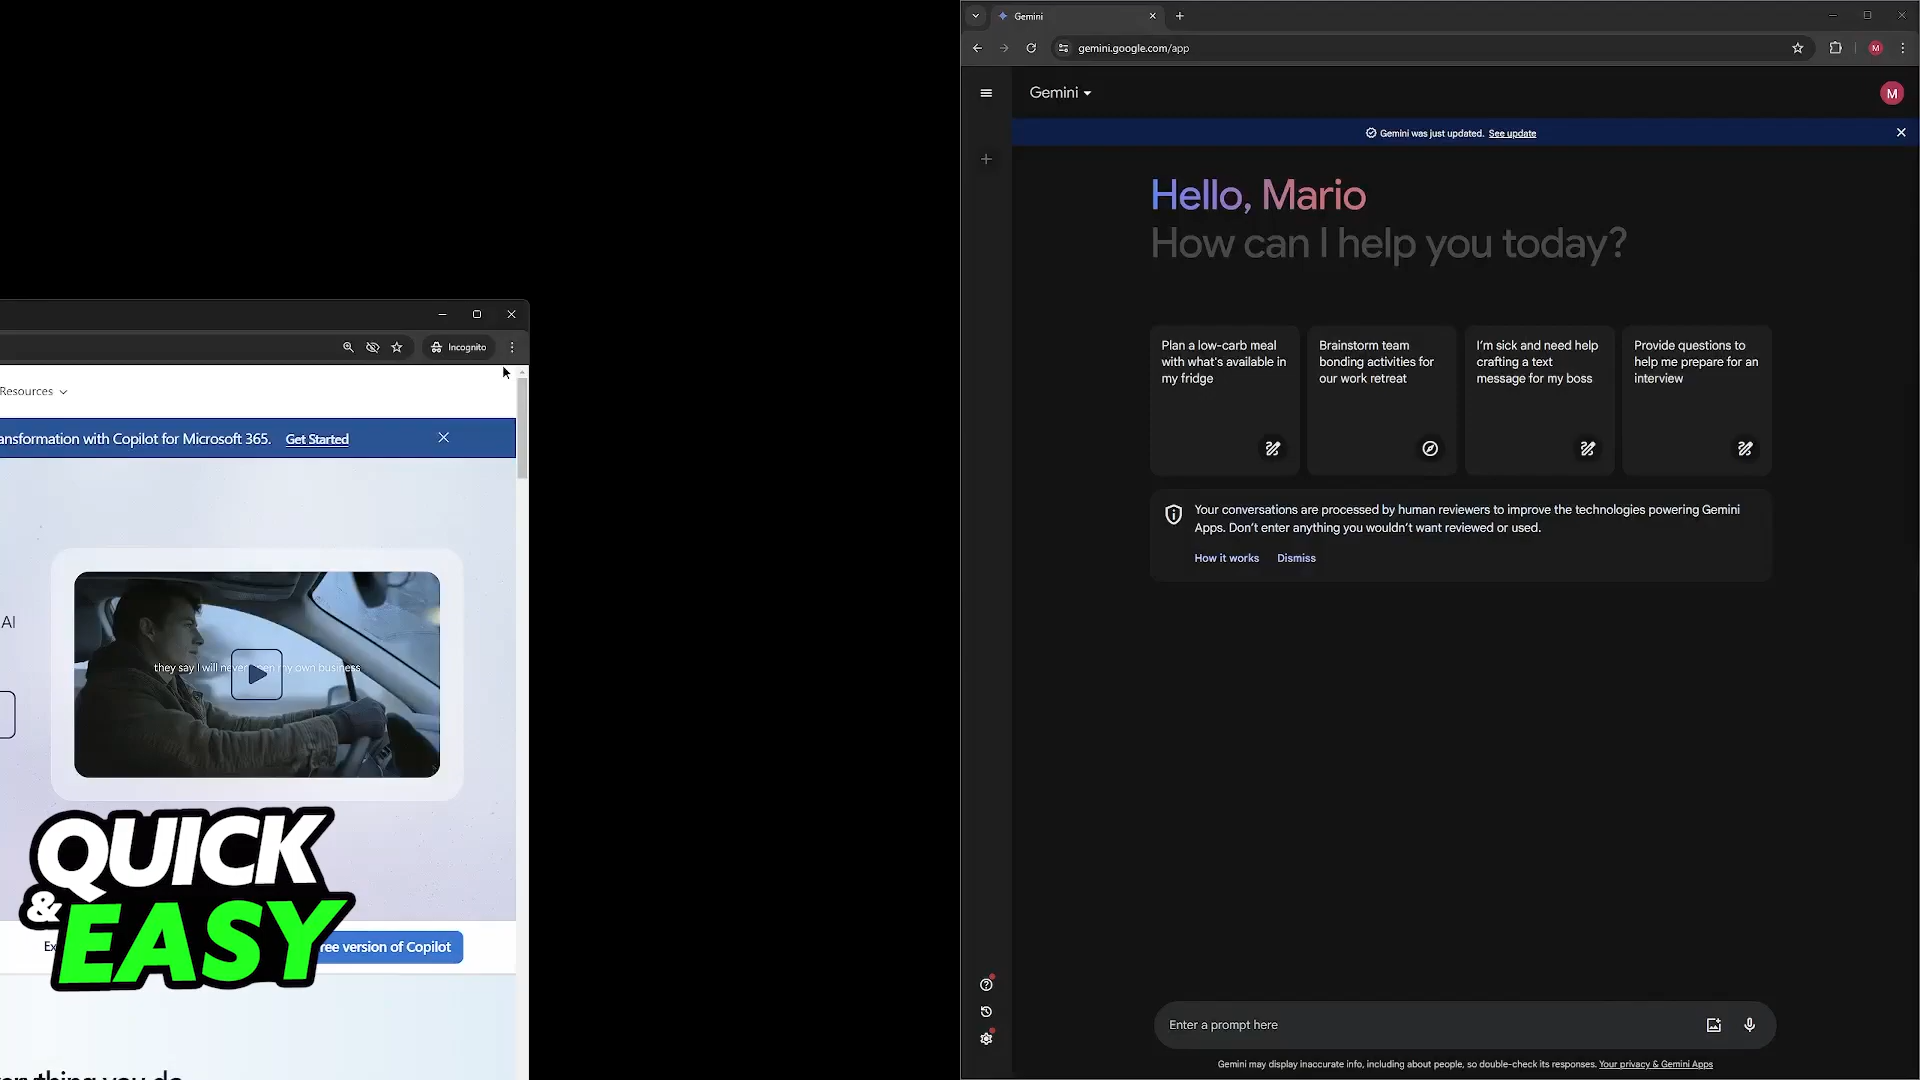 Incognito
Resources
ansformation with Copilot for Microsoft 365. Get Started
AI
they say I will never open my own business
QUICK
& EASY
Ex
ree version of Copilot
Gemini
gemini.google.com/app
M
Gemini
M
Gemini was just updated. See update
Hello, Mario
How can I help you today?
Plan a low-carb meal
with what's available in
my fridge
Brainstorm team
bonding activities for
our work retreat
I'm sick and need help
crafting a text
message for my boss
Provide questions to
help me prepare for an
interview
Your conversations are processed by human reviewers to improve the technologies powering Gemini
Apps. Don't enter anything you wouldn't want reviewed or used.
How it works Dismiss
Enter a prompt here
Gemini may display inaccurate info, including about people, so double-check its responses. Your privacy & Gemini Apps